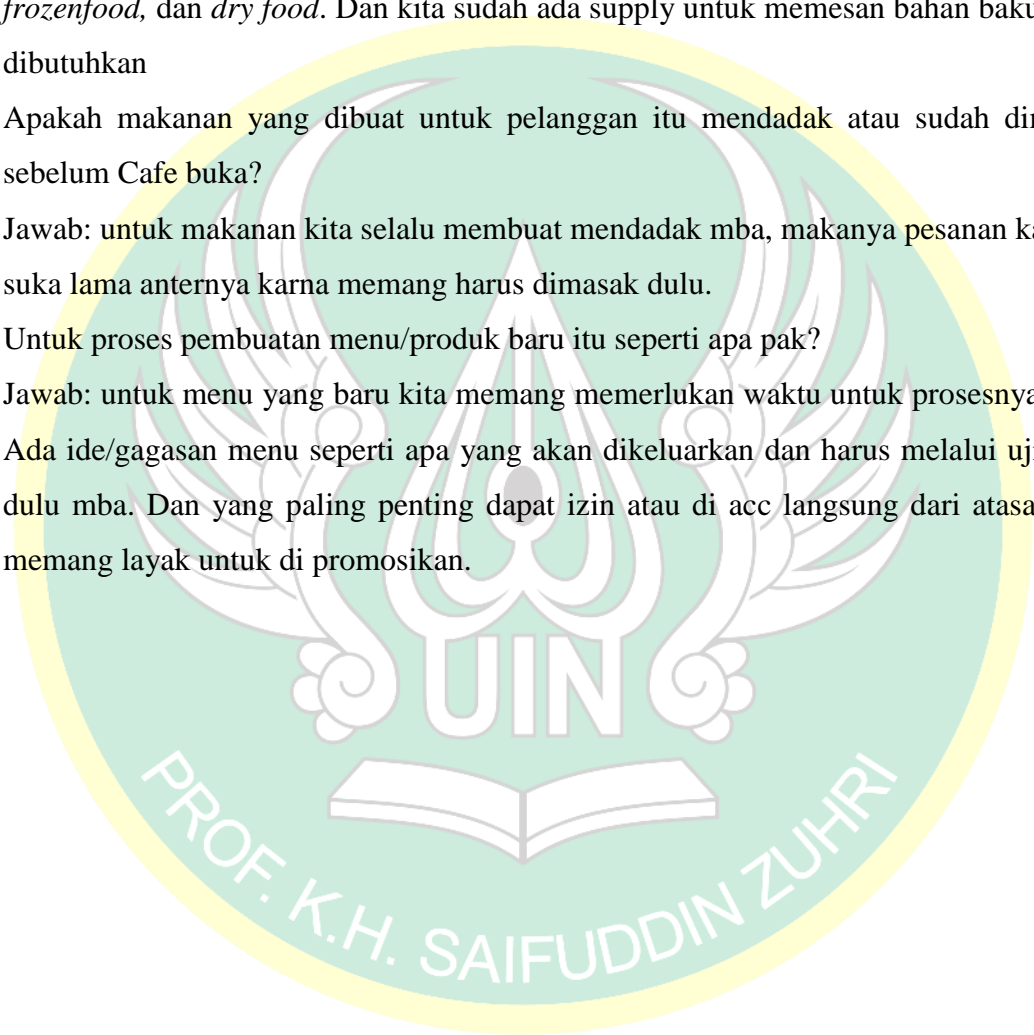 frozenfood, dan dry food. Dan kita sudah ada supply untuk memesan bahan baku
dibutuhkan
Apakah makanan yang dibuat untuk pelanggan itu mendadak atau sudah
sebelum Cafe buka?
Jawab: untuk makanan kita selalu membuat mendadak mba, makanya pesanan
suka lama anternya karna memang harus dimasak dulu.
Untuk proses pembuatan menu/produk baru itu seperti apa pak?
Jawab: untuk menu yang baru kita memang memerlukan waktu untuk prosesnya
Ada ide/gagasan menu seperti apa yang akan dikeluarkan dan harus melalui
dulu mba. Dan yang paling penting dapat izin atau di acc langsung dari
memang layak untuk di promosikan.
UIN
PROF. K.H. SAIFUDDIN ZUHRI